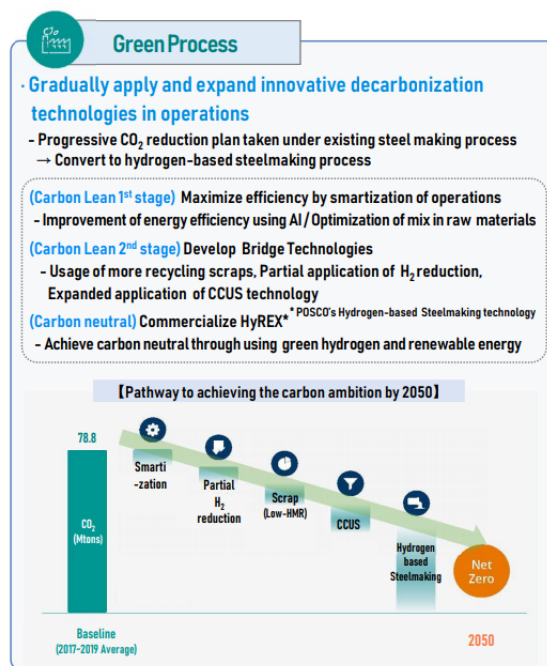 Green Process
· Gradually apply and expand innovative decarbonization
technologies in operations
- Progressive CO₂ reduction plan taken under existing steel making process
→ Convert to hydrogen-based steelmaking process
(Carbon Lean 1st stage) Maximize efficiency by smartization of operations
- Improvement of energy efficiency using AI / Optimization of mix in raw materials
(Carbon Lean 2nd stage) Develop Bridge Technologies
- Usage of more recycling scraps, Partial application of H₂ reduction,
Expanded application of CCUS technology
(Carbon neutral) Commercialize HyREX* * POSCO's Hydrogen-based Steelmaking technology
- Achieve carbon neutral through using green hydrogen and renewable energy
【Pathway to achieving the carbon ambition by 2050】
78.8
CO₂
(Mtons)
Smarti
-zation
Partial
H₂
reduction
Scrap
(Low-HMR)
CCUS
Hydrogen
based
Steelmaking
Net
Zero
Baseline
(2017-2019 Average)
2050